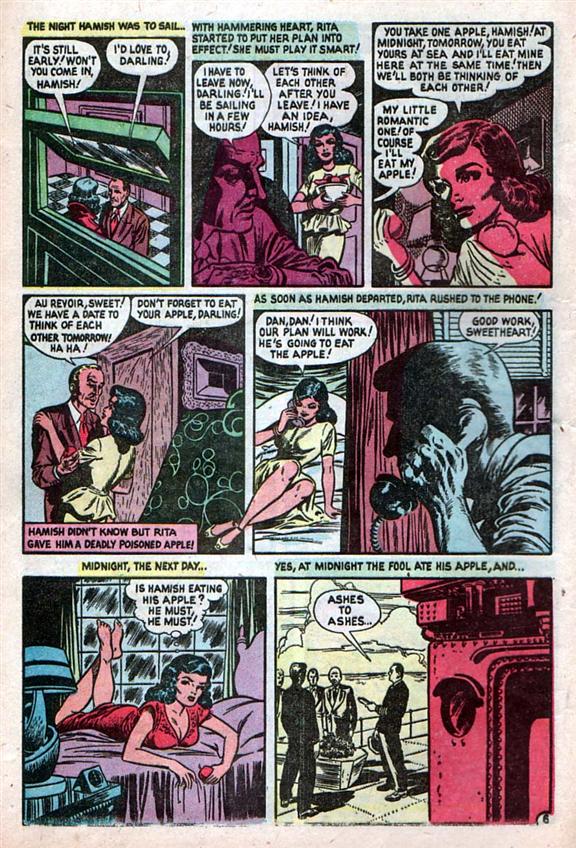 THE NIGHT HAMISH WAS TO SAIL...
IT'S STILL
EARLY! WON'T
YOU COME IN,
HAMISH!
I'D LOVE TO,
DARLING!
WITH HAMMERING HEART, RITA
STARTED TO PUT HER PLAN INTO
EFFECT! SHE MUST PLAY IT SMART!
I HAVE TO
LEAVE NOW,
DARLING! I'LL
BE SAILING
IN A FEW
HOURS!
LET'S THINK OF
EACH OTHER
AFTER YOU
LEAVE! I HAVE
AN IDEA,
HAMISH!
YOU TAKE ONE APPLE, HAMISH! AT
MIDNIGHT, TOMORROW, YOU EAT
YOURS AT SEA AND I'LL EAT MINE
HERE AT THE SAME TIME! THEN
WE'LL BOTH BE THINKING OF
EACH OTHER!
MY LITTLE
ROMANTIC
ONE! OF
COURSE
I'LL
EAT MY
APPLE!
AU REVOIR, SWEET!
WE HAVE A DATE TO
THINK OF EACH
OTHER TOMORROW!
HA HA!
DON'T FORGET TO EAT
YOUR APPLE, DARLING!
HAMISH DIDN'T KNOW BUT RITA
GAVE HIM A DEADLY POISONED APPLE!
AS SOON AS HAMISH DEPARTED, RITA RUSHED TO THE PHONE!
DAN, DAN! I THINK
OUR PLAN WILL WORK!
HE'S GOING TO EAT
THE APPLE!
GOOD WORK,
SWEETHEART!
MIDNIGHT, THE NEXT DAY...
IS HAMISH EATING
HIS APPLE?
HE MUST,
HE MUST!
YES, AT MIDNIGHT THE FOOL ATE HIS APPLE, AND...
ASHES
TO
ASHES...
6